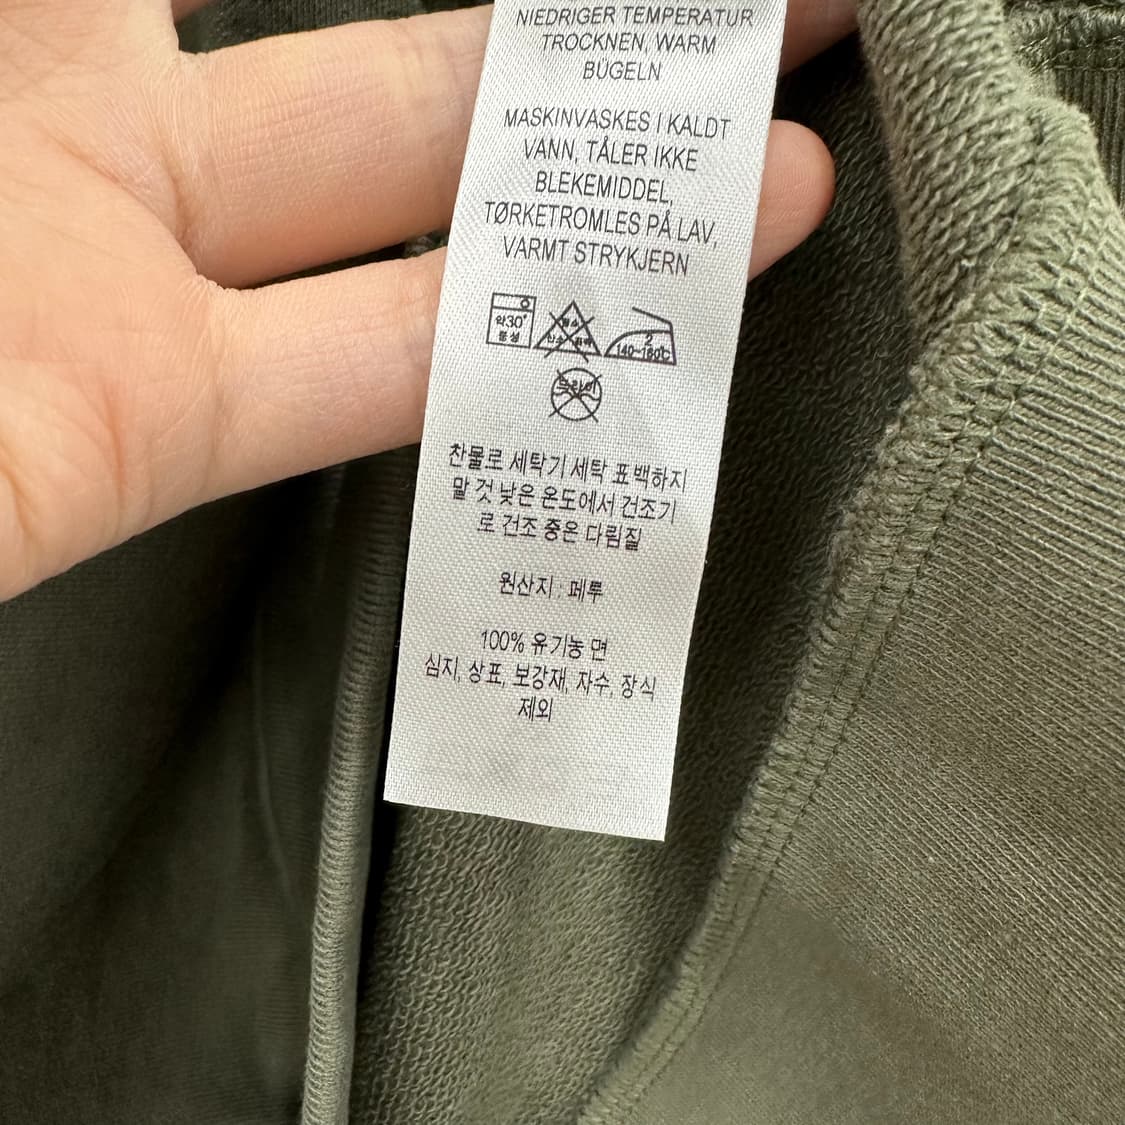 NIEDRIGER TEMPERATUR
TROCKNEN, WARM
BÜGELN
MASKINVASKES I KALDT
VANN, TÅLER IKKE
BLEKEMIDDEL,
TØRKETROMLES PÅ LAV,
VARMT STRYKJERN
약30°
중성
2
140~160℃
드라이
찬물로 세탁기 세탁 표백하지
말 것 낮은 온도에서 건조기
로 건조 중은 다림질
원산지 : 페루
100% 유기농 면
심지, 상표, 보강재, 자수, 장식
제외